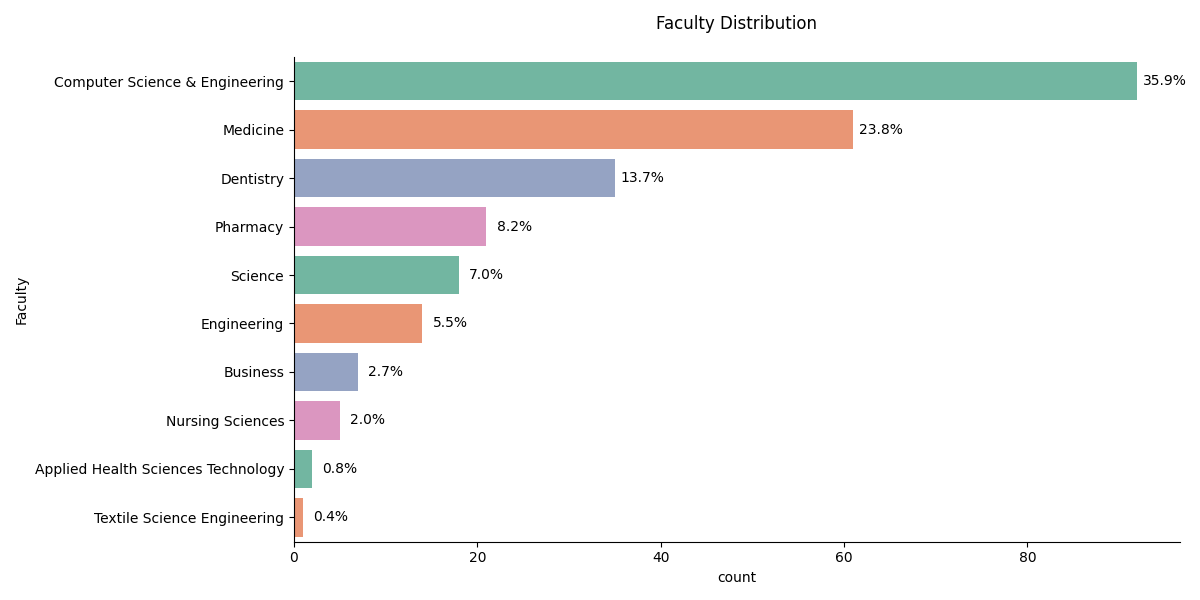 Faculty Distribution
Computer Science & Engineering 35.9%
Medicine 23.8%
Dentistry 13.7%
Pharmacy 8.2%
Science 7.0%
Engineering 5.5%
Business 2.7%
Nursing Sciences 2.0%
Applied Health Sciences Technology 0.8%
Textile Science Engineering 0.4%
Faculty
0 20 40 60 80
count